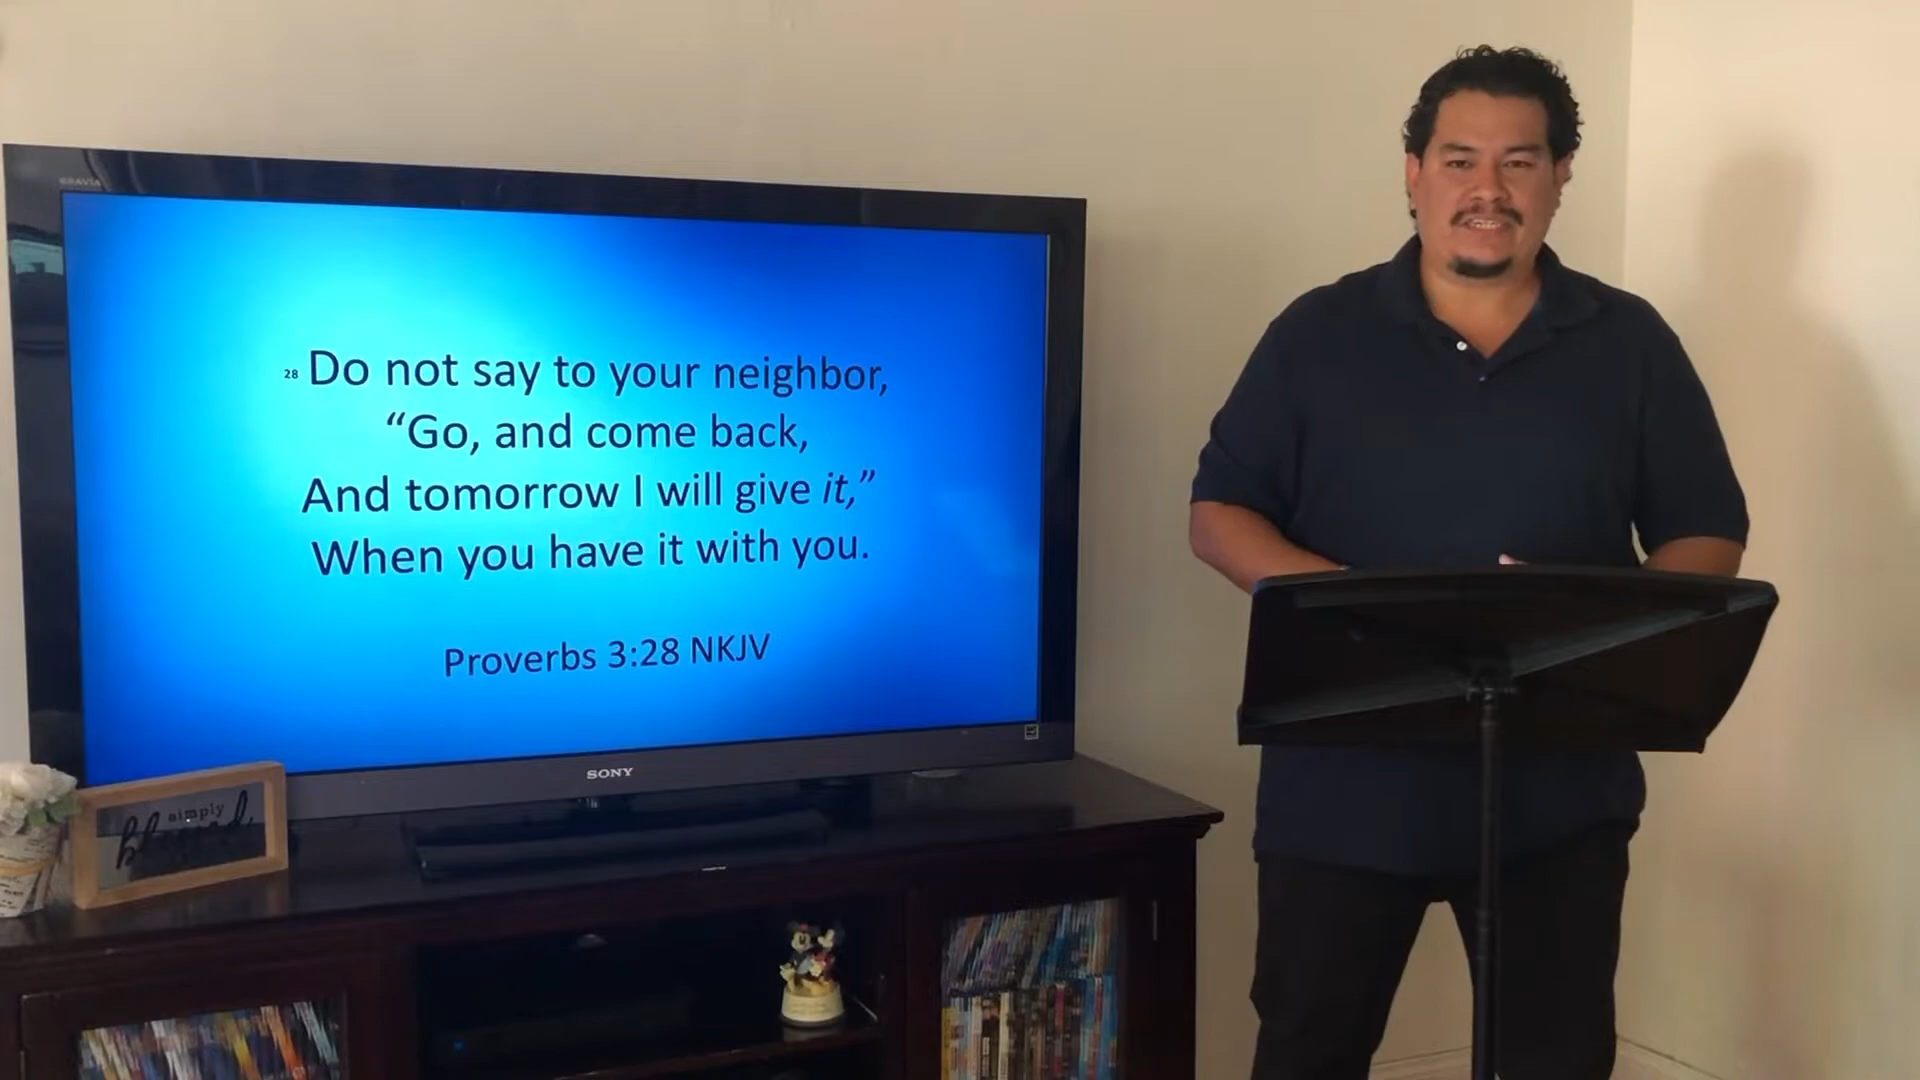 BRAVIA
28 Do not say to your neighbor,
“Go, and come back,
And tomorrow I will give it,”
When you have it with you.
Proverbs 3:28 NKJV
SONY
simply
blessed.